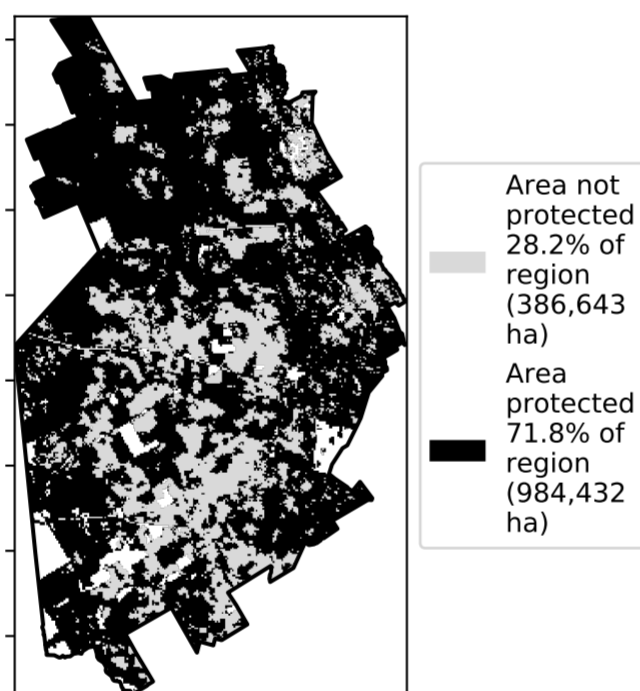 Area not
protected
28.2% of
region
(386,643
ha)
Area
protected
71.8% of
region
(984,432
ha)